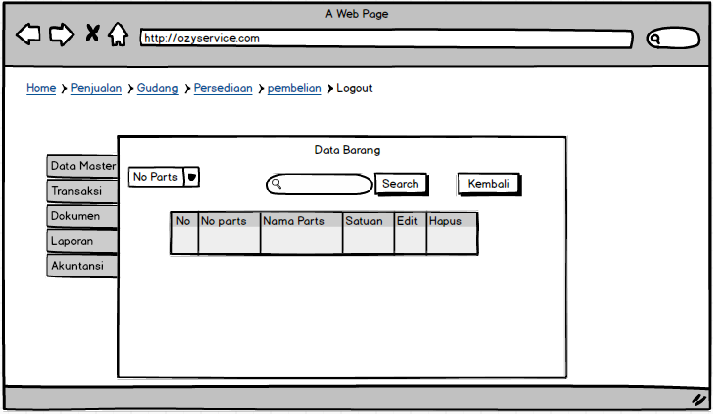 A Web Page
http://ozyservice.com
Home Penjualan Gudang Persediaan pembelian Logout
Data Barang
Data Master
Transaksi
Dokumen
Laporan
Akuntansi
No Parts Search Kembali
No No parts Nama Parts Satuan Edit Hapus